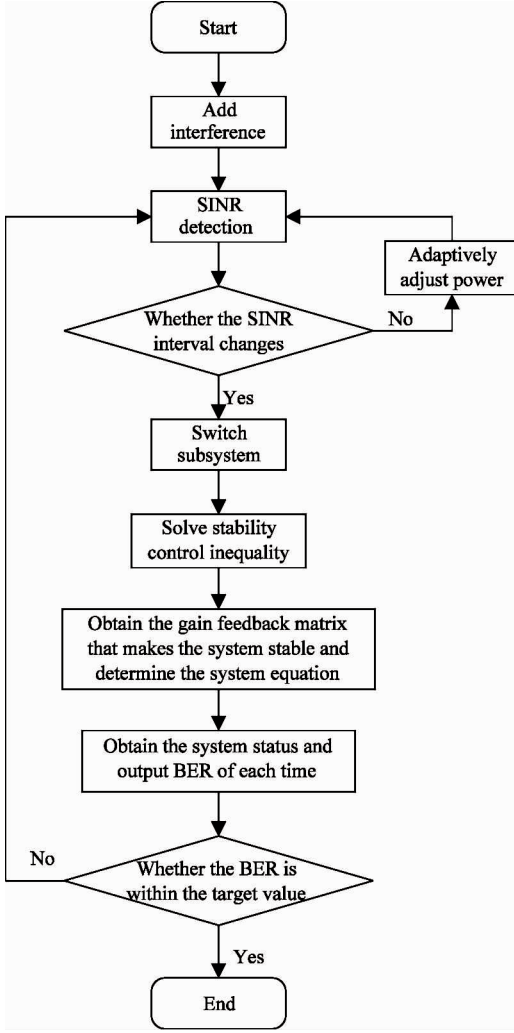 Start
Add
interference
SINR
detection
Adaptively
adjust power
Whether the SINR
interval changes
No
Yes
Switch
subsystem
Solve stability
control inequality
Obtain the gain feedback matrix
that makes the system stable and
determine the system equation
Obtain the system status and
output BER of each time
No
Whether the BER is
within the target value
Yes
End